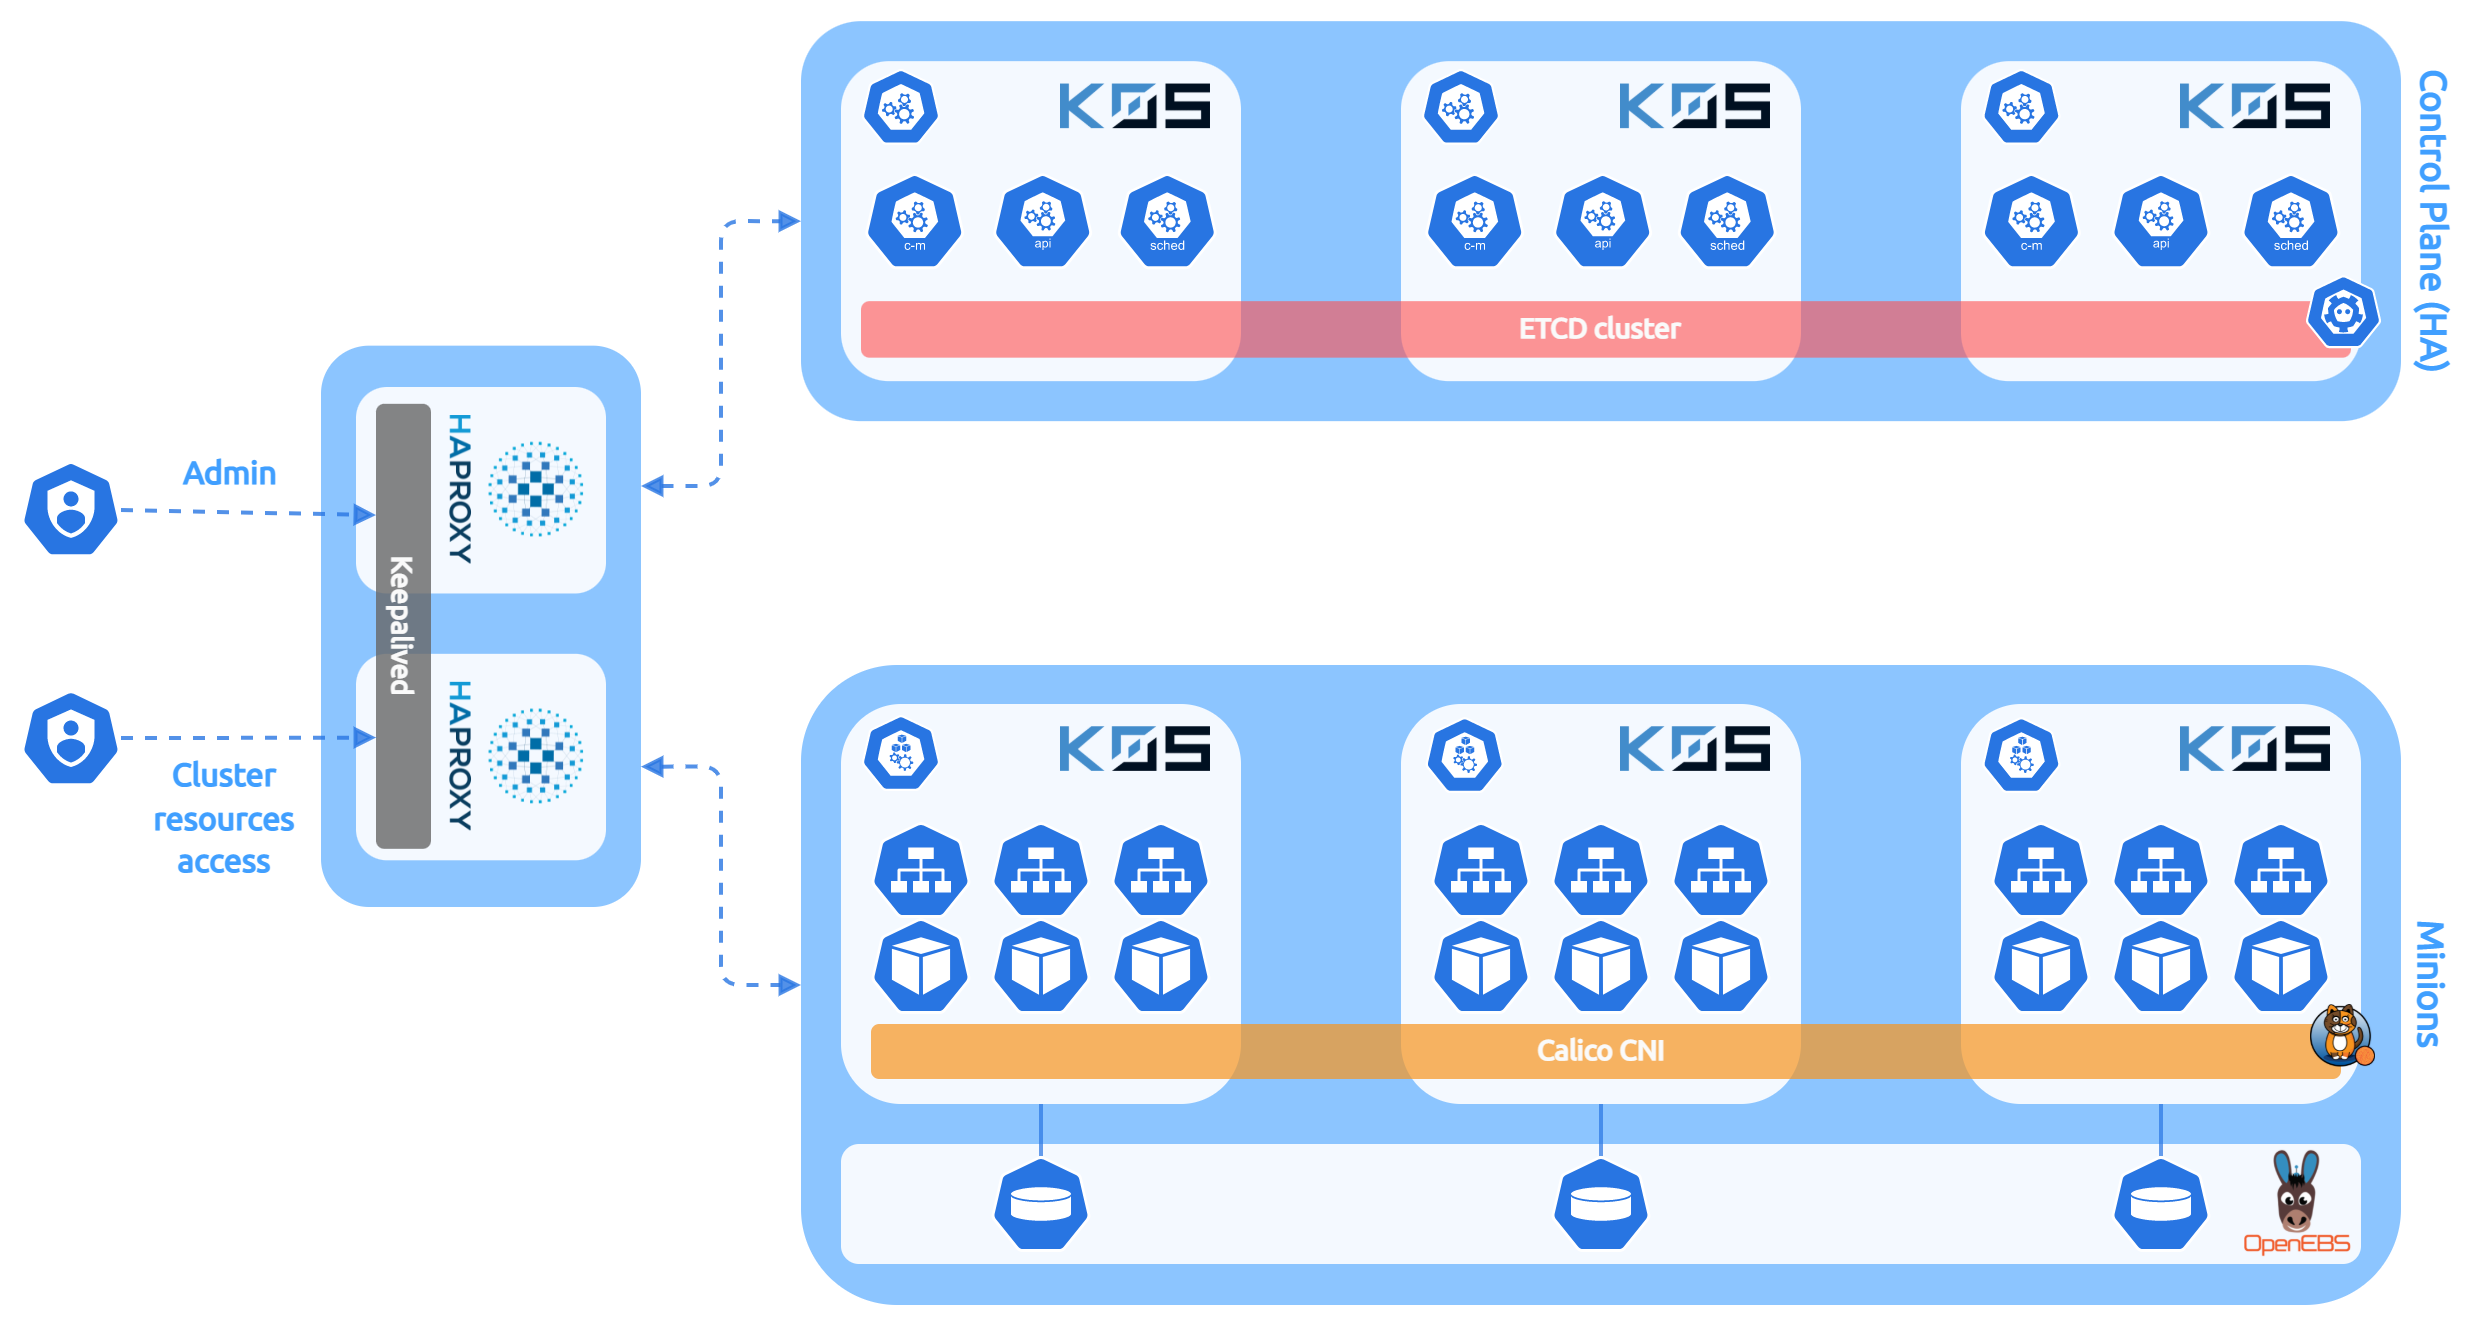 Admin
Cluster
resources
access
HAPROXY
Keepalived
HAPROXY
K0S
K0S
K0S
c-m
api
sched
c-m
api
sched
c-m
api
sched
ETCD cluster
Control Plane (HA)
K0S
K0S
K0S
Calico CNI
OpenEBS
Minions